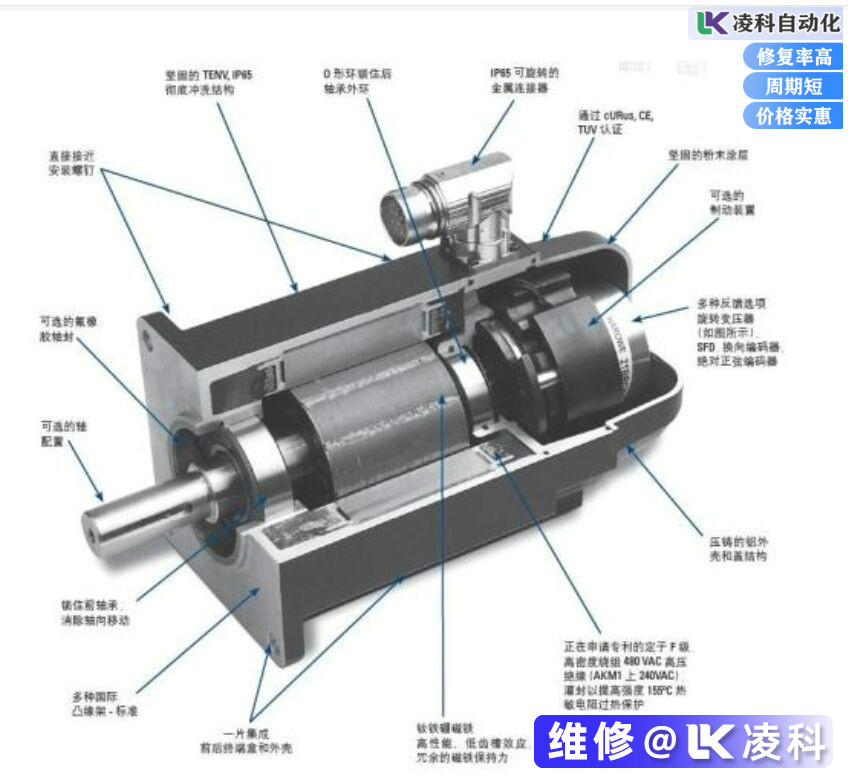 凌科自动化
修复率高
周期短
价格实惠
坚固的 TENV, IP65
彻底冲洗结构
O 形环锁住后
轴承外环
IP65 可旋转的
金属连接器
通过 cURus, CE,
TUV 认证
直接接近
安装螺钉
坚固的粉末涂层
可选的
制动装置
可选的氟橡
胶轴封
多种反馈选项
旋转变压器
(如图所示)、
SFD 换向编码器、
绝对正弦编码器
HAROWE
可选的轴
配置
压铸的铝外
壳和盖结构
锁住前轴承、
消除轴向移动
正在申请专利的定子 F 级
高密度绕组 480 VAC 高压
绝缘 (AKM1 上 240VAC)、
灌封以提高强度 155°C 热
敏电阻过热保护
多种国际
凸缘架 - 标准
一片集成
前后终端盒和外壳
钕铁硼磁铁
高性能、低齿槽效应、
冗余的磁铁保持力
维修@LK凌科